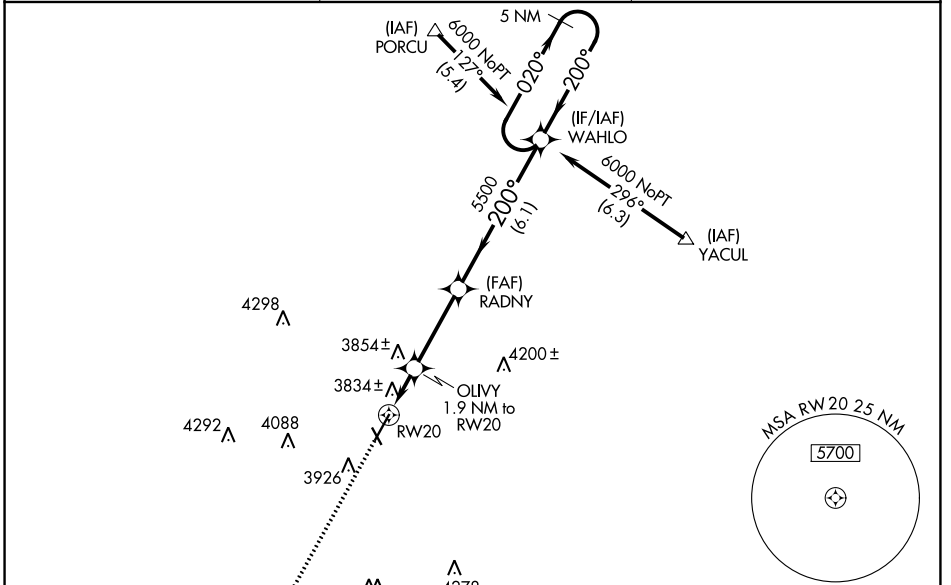 5 NM
(IAF)
PORCU
6000 NoPT
127°
(5.4)
020°
200°
(IF/IAF)
WAHLO
6000 NoPT
296°
(6.3)
(IAF)
YACUL
5500
200°
(6.1)
(FAF)
RADNY
4298
3854±
4200±
3834±
OLIVY
1.9 NM to
RW20
RW20
4292
4088
3926
MSA RW20 25 NM
5700